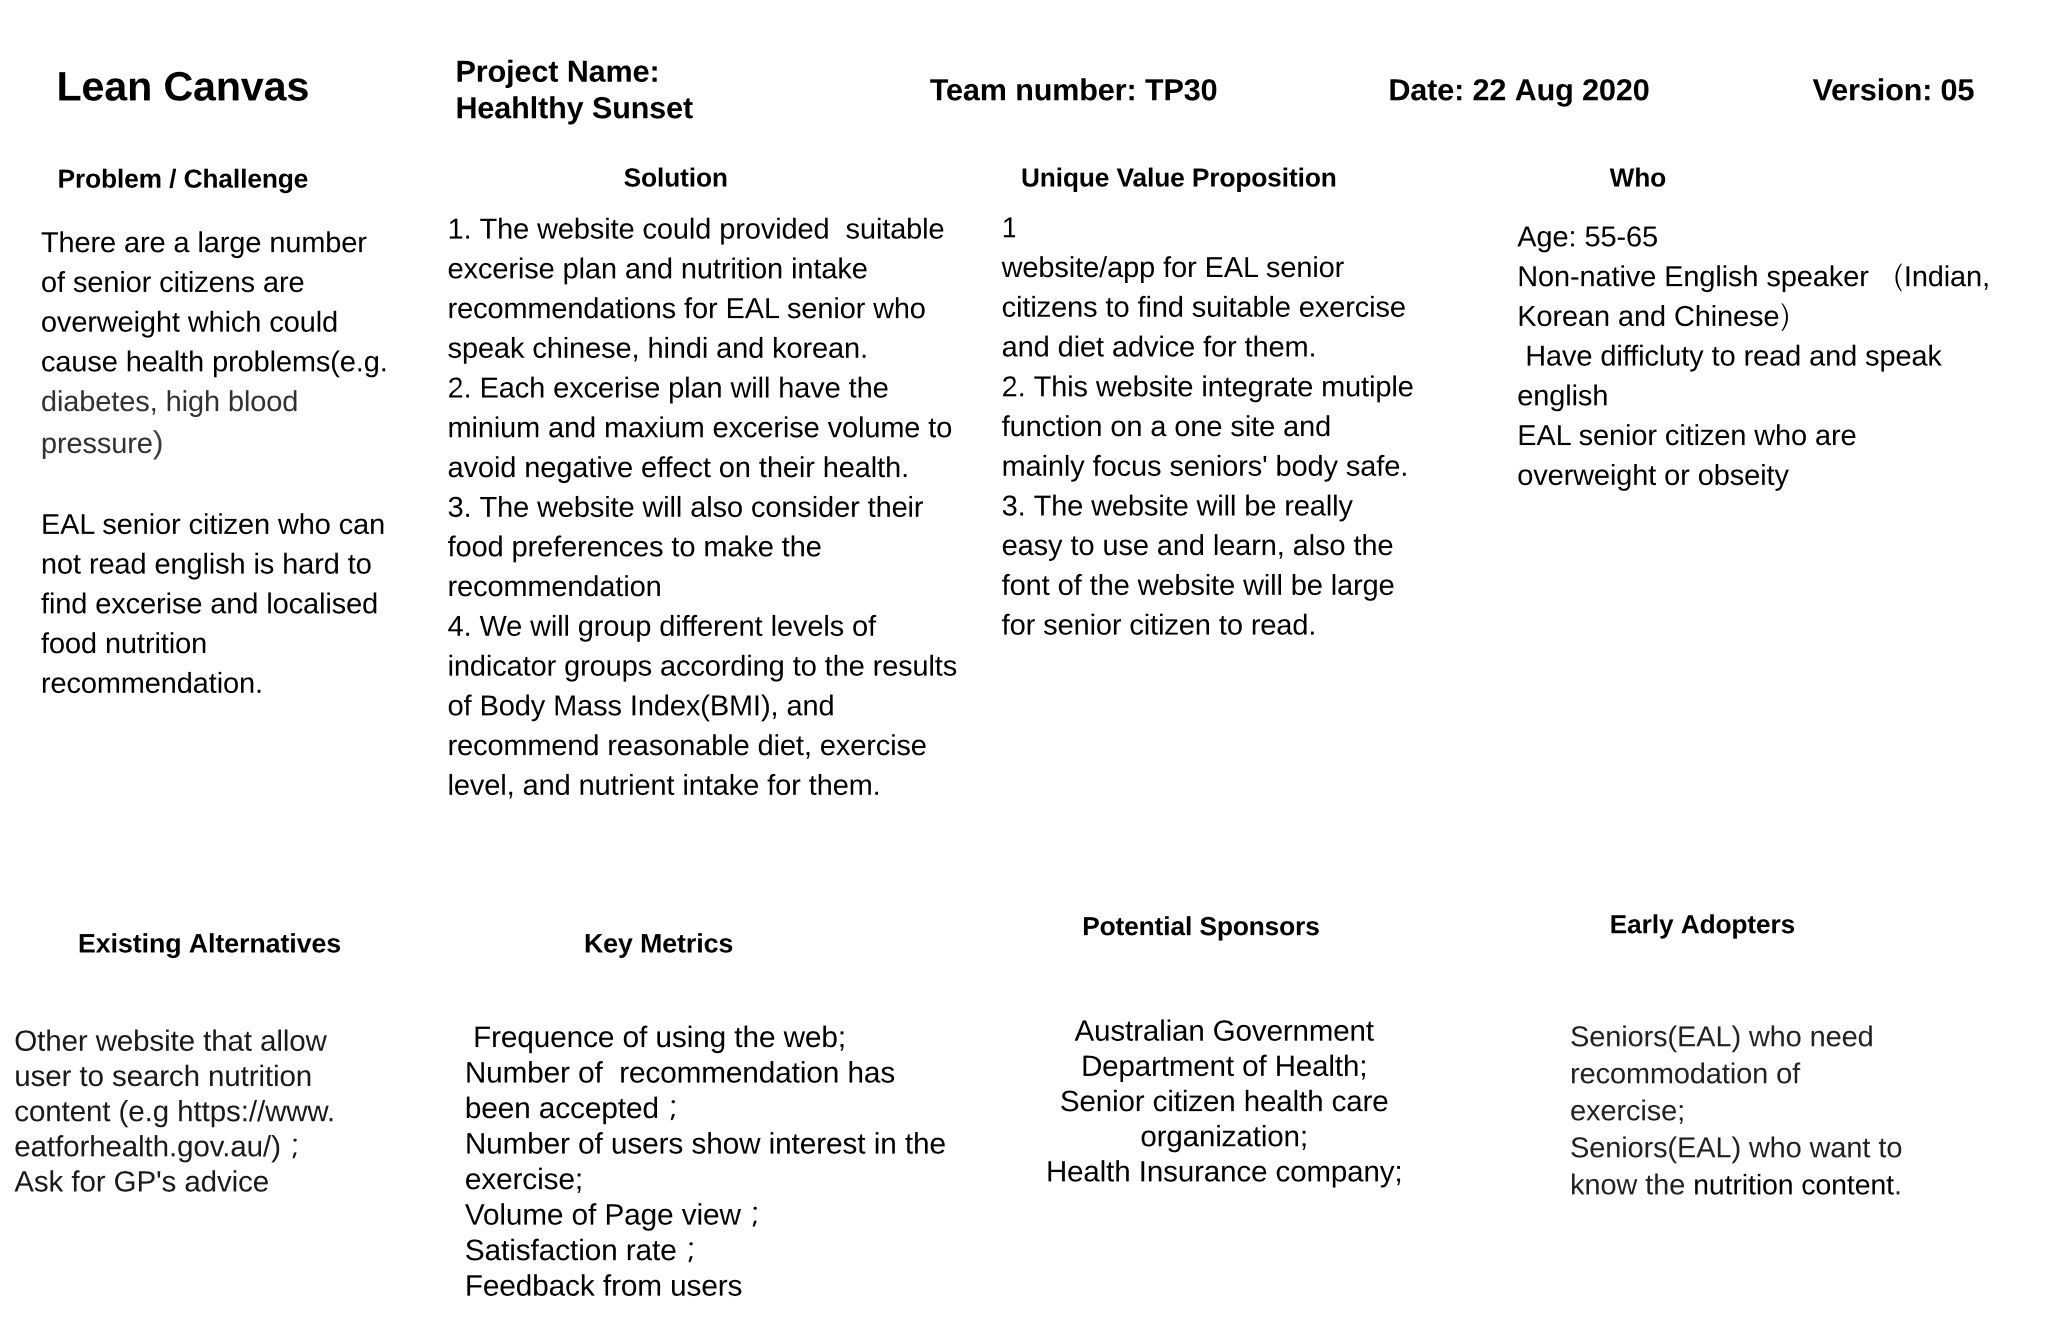 Lean Canvas
Project Name:
Heahlthy Sunset
Team number: TP30
Date: 22 Aug 2020
Version: 05
Problem / Challenge
There are a large number
of senior citizens are
overweight which could
cause health problems(e.g.
diabetes, high blood
pressure)
EAL senior citizen who can
not read english is hard to
find excerise and localised
food nutrition
recommendation.
Solution
1. The website could provided  suitable
excerise plan and nutrition intake
recommendations for EAL senior who
speak chinese, hindi and korean.
2. Each excerise plan will have the
minium and maxium excerise volume to
avoid negative effect on their health.
3. The website will also consider their
food preferences to make the
recommendation
4. We will group different levels of
indicator groups according to the results
of Body Mass Index(BMI), and
recommend reasonable diet, exercise
level, and nutrient intake for them.
Unique Value Proposition
1
website/app for EAL senior
citizens to find suitable exercise
and diet advice for them.
2. This website integrate mutiple
function on a one site and
mainly focus seniors' body safe.
3. The website will be really
easy to use and learn, also the
font of the website will be large
for senior citizen to read.
Who
Age: 55-65
Non-native English speaker （Indian,
Korean and Chinese）
Have difficluty to read and speak
english
EAL senior citizen who are
overweight or obseity
Existing Alternatives
Other website that allow
user to search nutrition
content (e.g https://www.
eatforhealth.gov.au/)；
Ask for GP's advice
Key Metrics
Frequence of using the web;
Number of  recommendation has
been accepted；
Number of users show interest in the
exercise;
Volume of Page view；
Satisfaction rate；
Feedback from users
Potential Sponsors
Australian Government
Department of Health;
Senior citizen health care
organization;
Health Insurance company;
Early Adopters
Seniors(EAL) who need
recommodation of
exercise;
Seniors(EAL) who want to
know the nutrition content.